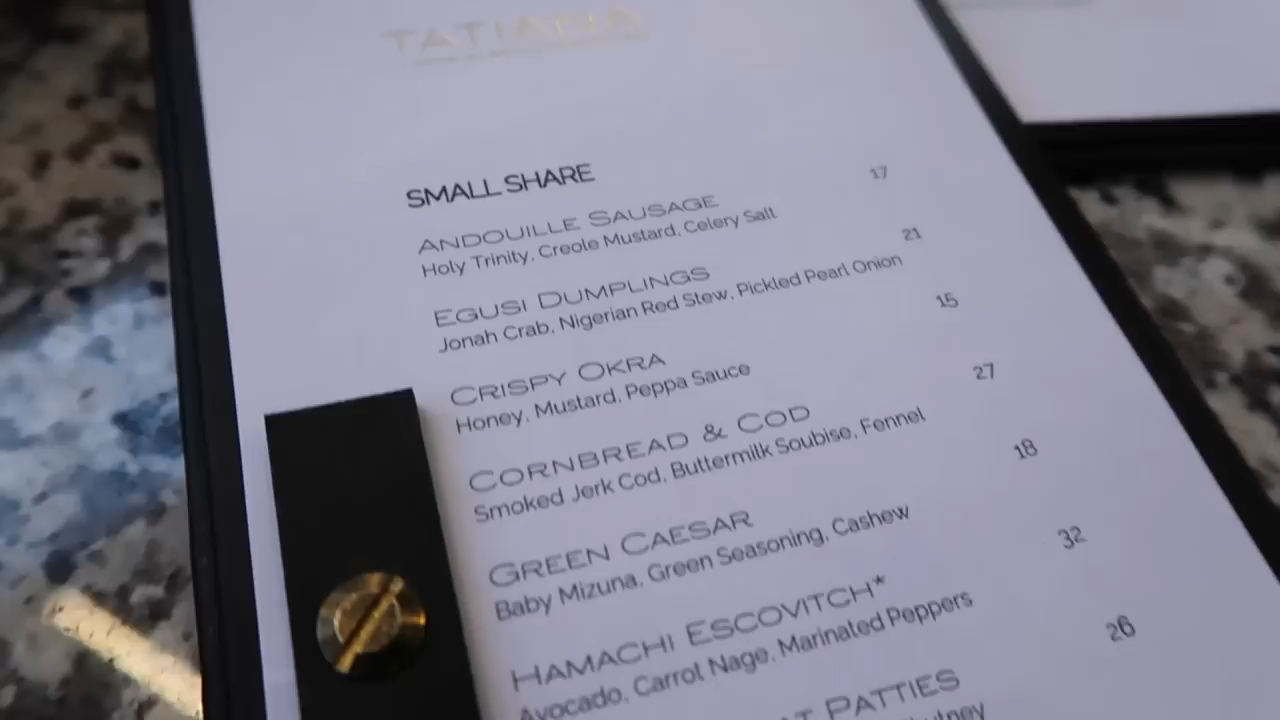 TATIANA
SMALL SHARE
ANDOUILLE SAUSAGE 17
Holy Trinity, Creole Mustard, Celery Salt
EGUSI DUMPLINGS 21
Jonah Crab, Nigerian Red Stew, Pickled Pearl Onion
CRISPY OKRA 15
Honey, Mustard, Peppa Sauce
CORNBREAD & COD 27
Smoked Jerk Cod, Buttermilk Soubise, Fennel
GREEN CAESAR 18
Baby Mizuna, Green Seasoning, Cashew
HAMACHI ESCOVITCH* 32
Avocado, Carrot Nage, Marinated Peppers
PATTIES 26